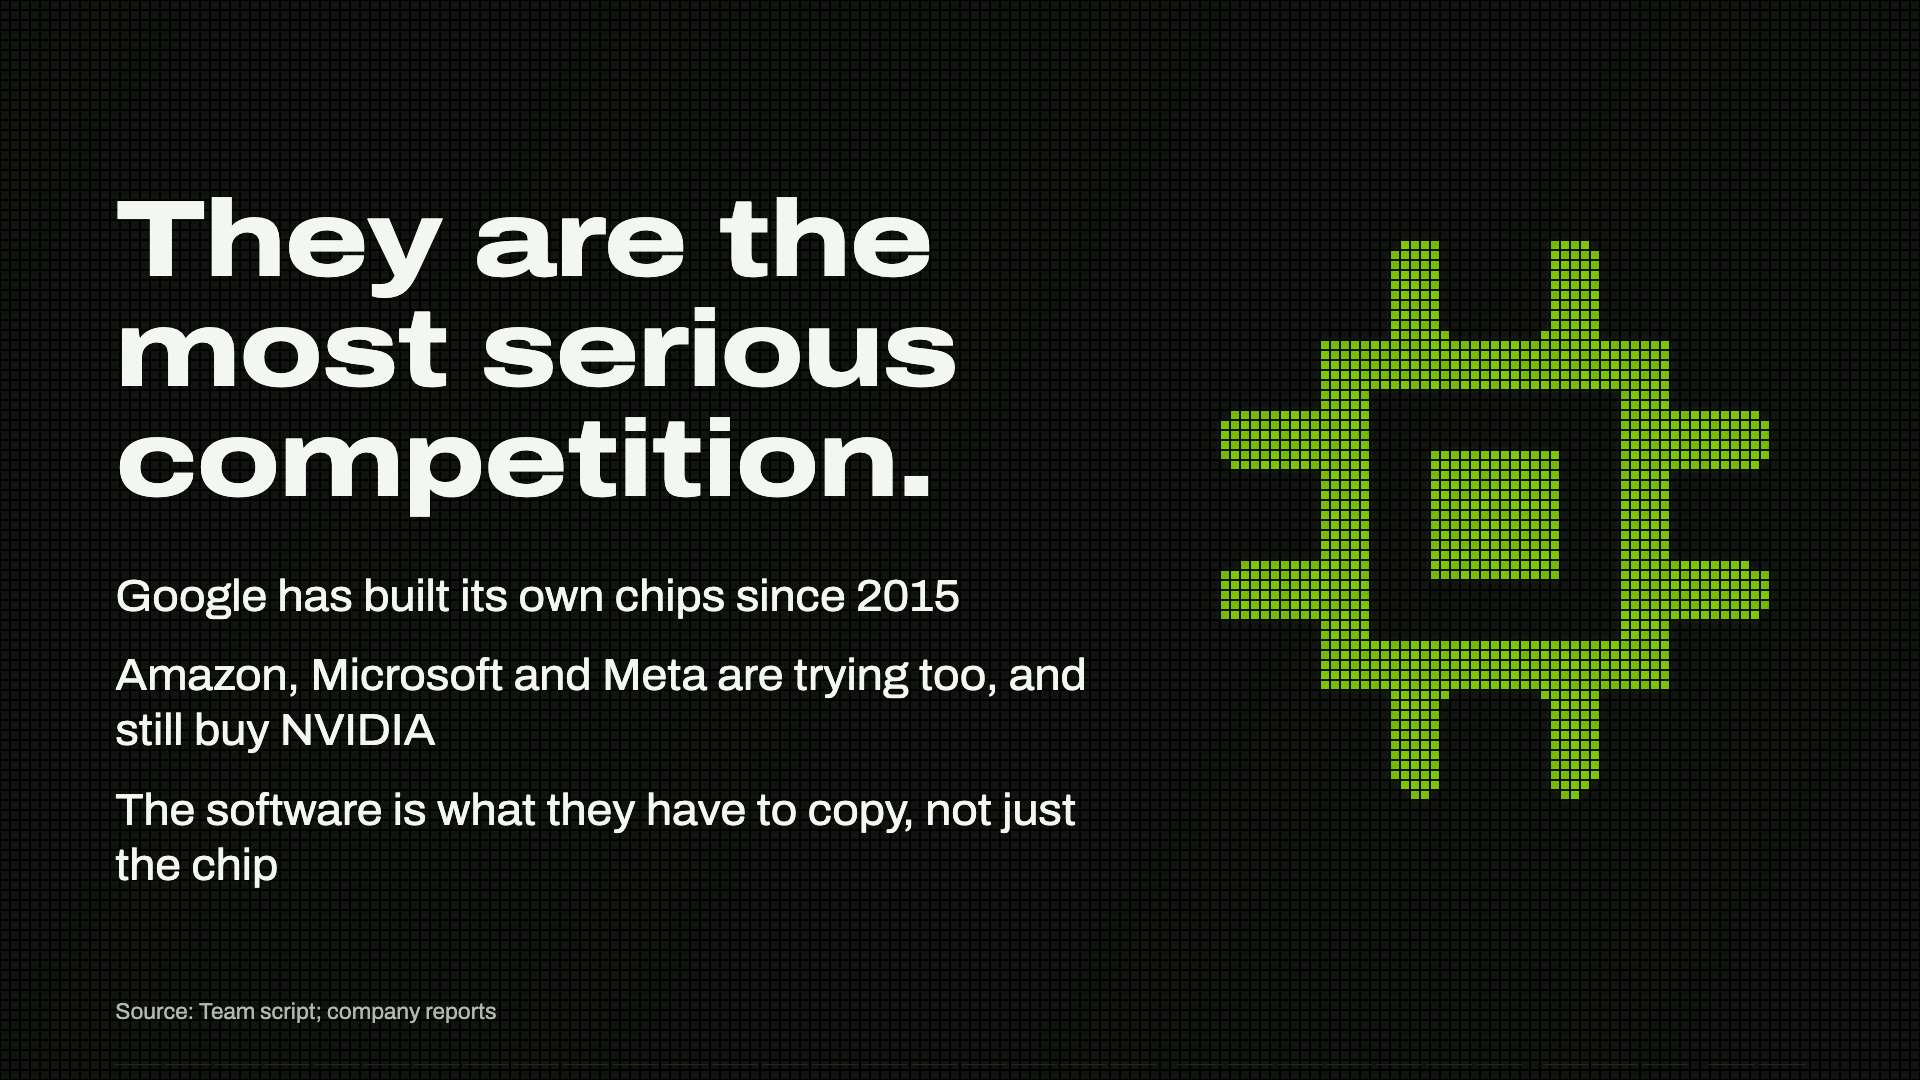 They are the
most serious
competition.
Google has built its own chips since 2015
Amazon, Microsoft and Meta are trying too, and
still buy NVIDIA
The software is what they have to copy, not just
the chip
Source: Team script; company reports